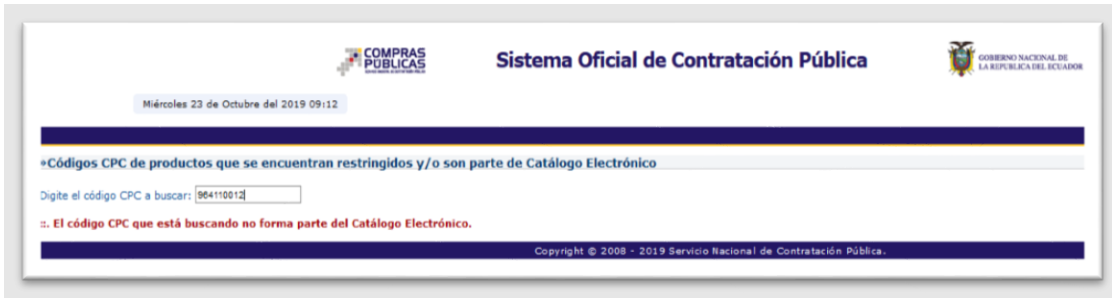 COMPRAS
PÚBLICAS
Sistema Oficial de Contratación Pública
GOBIERNO NACIONAL DE
LA REPUBLICA DEL ECUADOR
Miércoles 23 de Octubre del 2019 09:12
»Códigos CPC de productos que se encuentran restringidos y/o son parte de Catálogo Electrónico
Digite el código CPC a buscar: 964110012
::. El código CPC que está buscando no forma parte del Catálogo Electrónico.
Copyright © 2008 - 2019 Servicio Nacional de Contratación Pública.